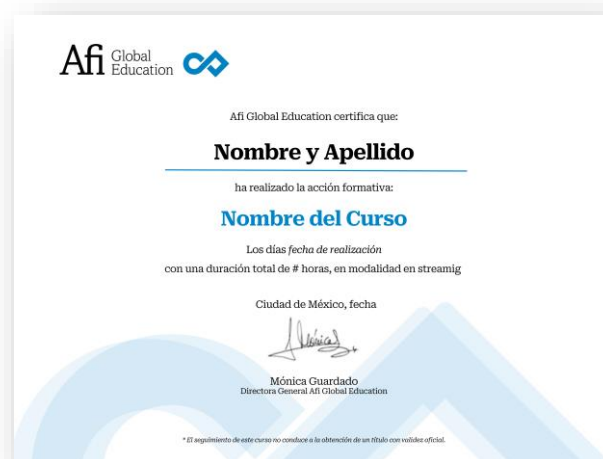 Afi Global
Education
Afi Global Education certifica que:
Nombre y Apellido
ha realizado la acción formativa:
Nombre del Curso
Los días fecha de realización
con una duración total de # horas, en modalidad en streamig
Ciudad de México, fecha
Mónica Guardado
Directora General Afi Global Education
* El seguimiento de este curso no conduce a la obtención de un título con validez oficial.